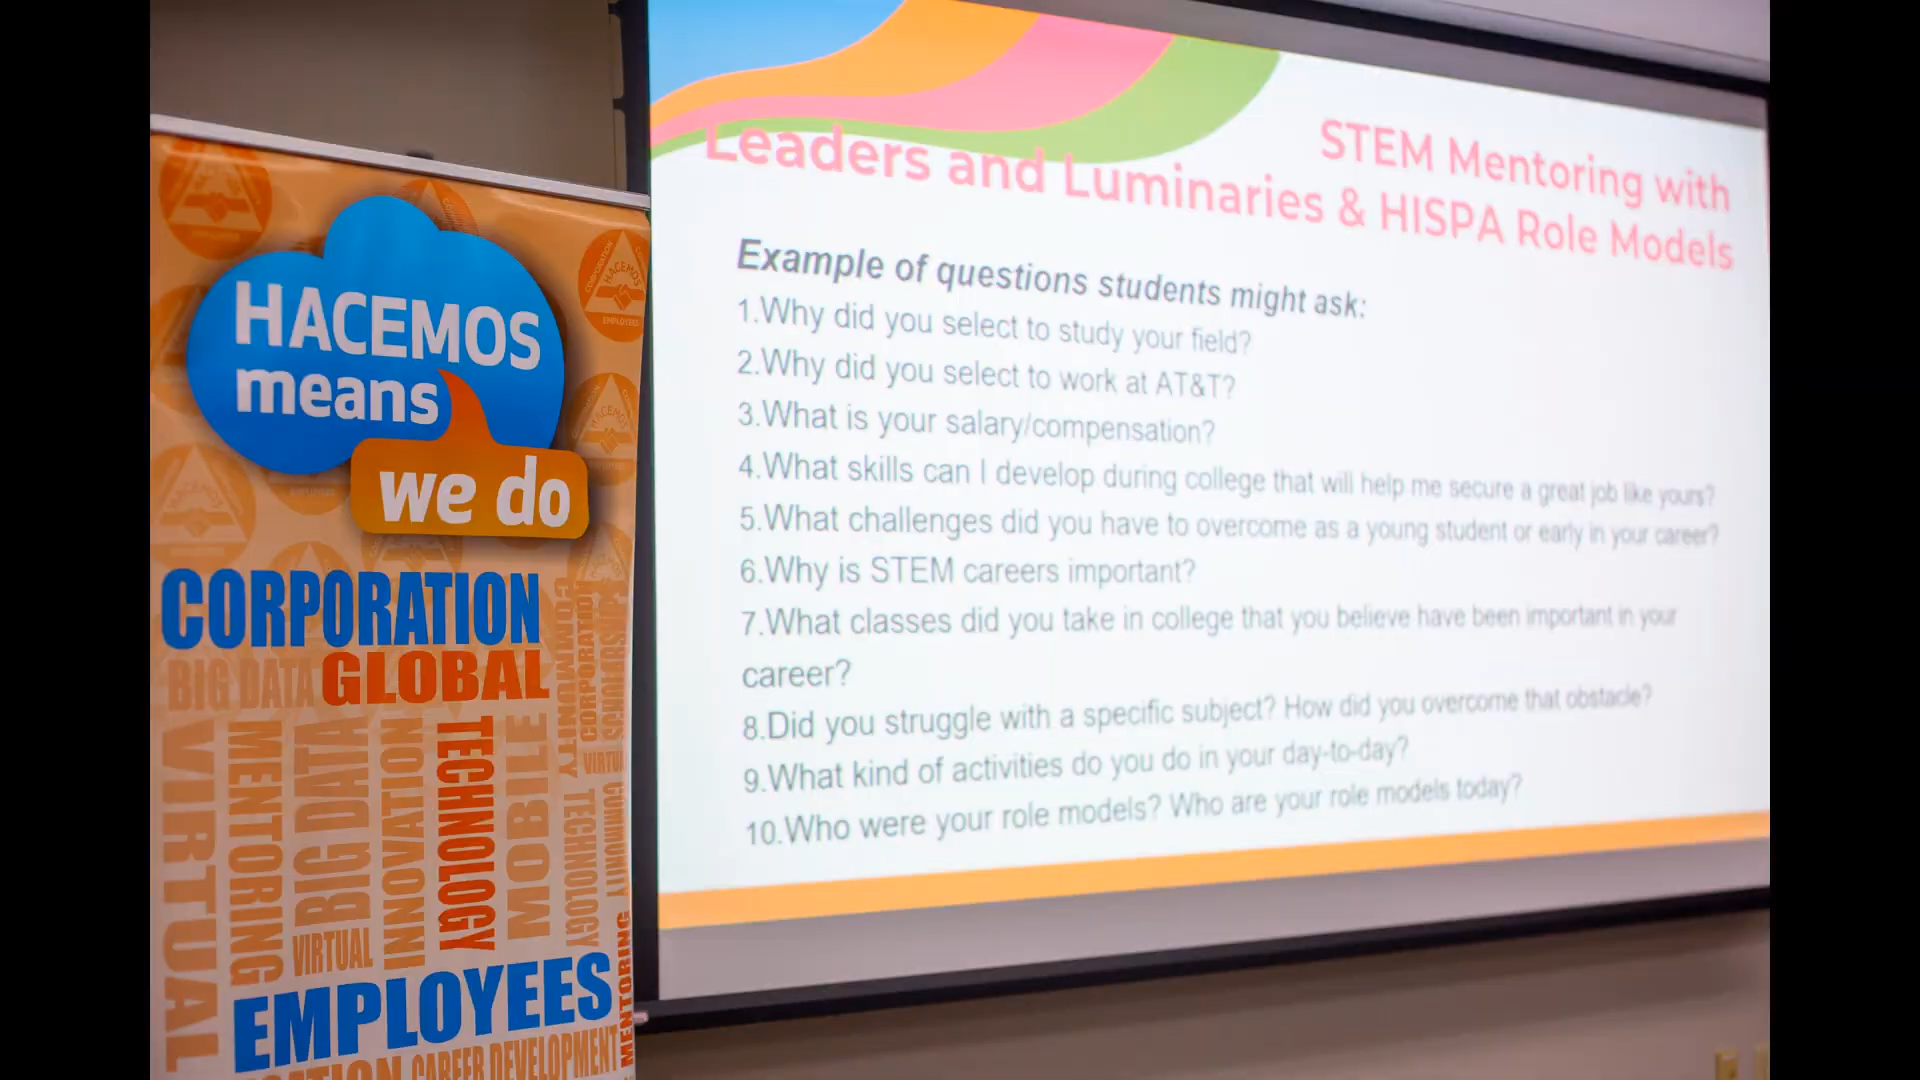 HACEMOS
means
we do
CORPORATION
BIG DATA GLOBAL
VIRTUAL
MENTORING
BIG DATA
VIRTUAL
INNOVATION
TECHNOLOGY
MOBILE
COMMUNITY
CORPORATION
VIRTUAL
TECHNOLOGY
COMMUNITY
MENTORING
EMPLOYEES
CAREER DEVELOPMENT
STEM Mentoring with
Leaders and Luminaries & HISPA Role Models
Example of questions students might ask:
1.Why did you select to study your field?
2.Why did you select to work at AT&T?
3.What is your salary/compensation?
4.What skills can I develop during college that will help me secure a great job like yours?
5.What challenges did you have to overcome as a young student or early in your career?
6.Why is STEM careers important?
7.What classes did you take in college that you believe have been important in your
career?
8.Did you struggle with a specific subject? How did you overcome that obstacle?
9.What kind of activities do you do in your day-to-day?
10.Who were your role models? Who are your role models today?